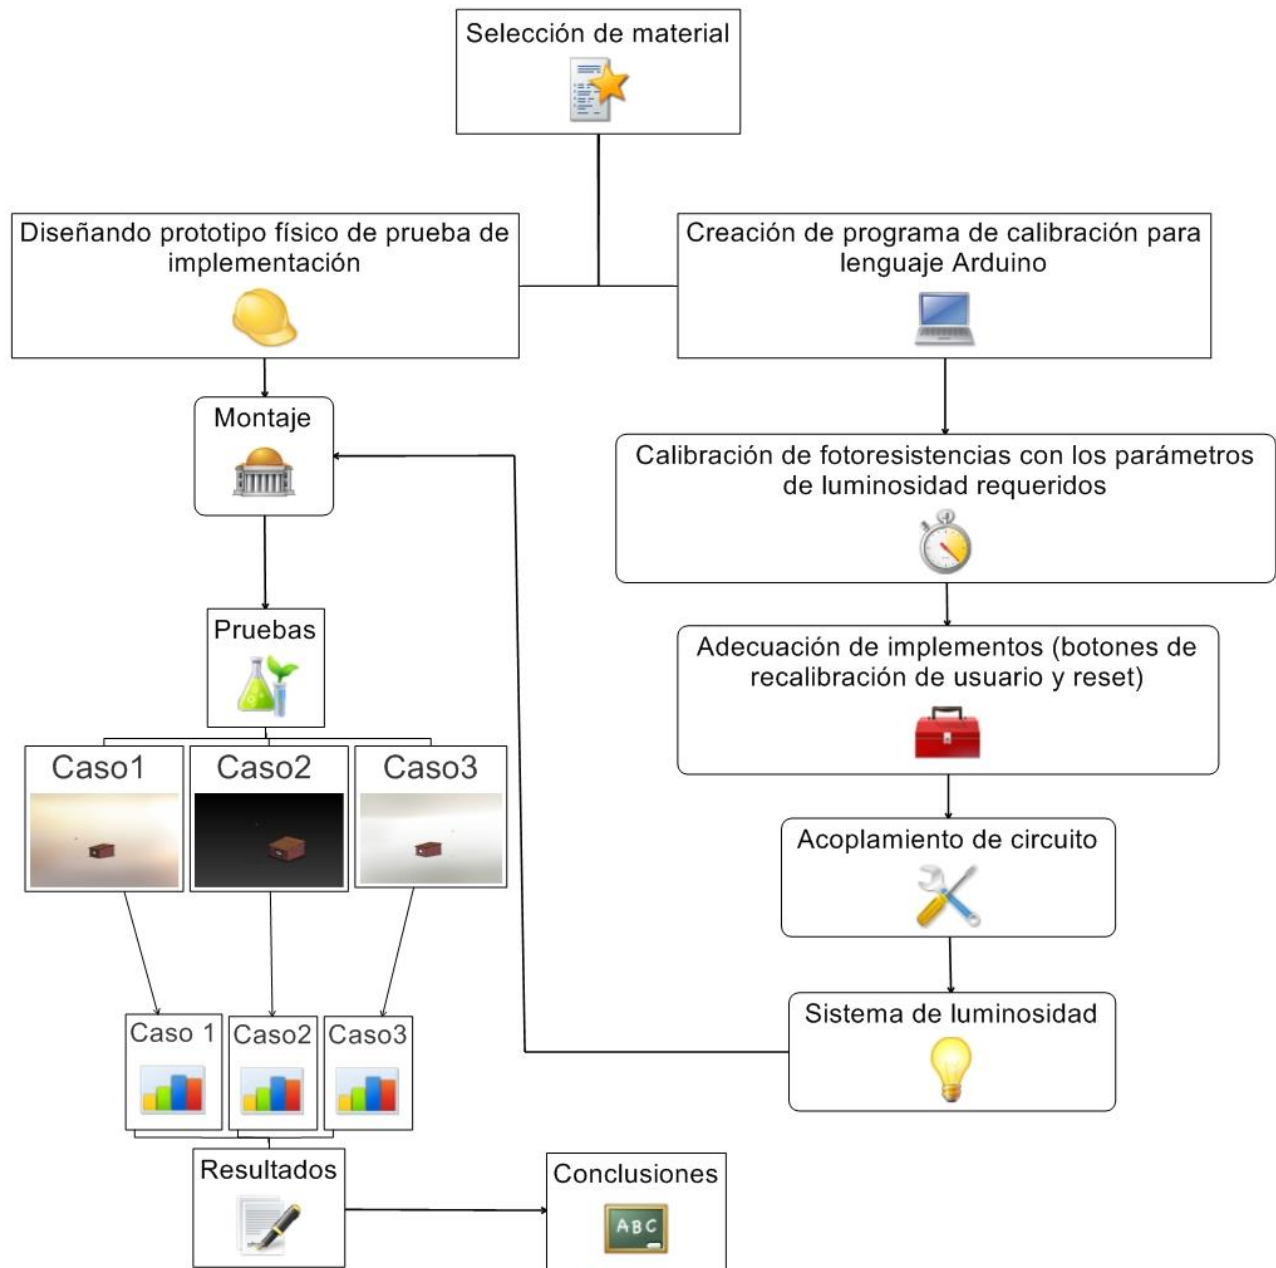 Selección de material
Diseñando prototipo físico de prueba de
implementación
Creación de programa de calibración para
lenguaje Arduino
Montaje
Calibración de fotoresistencias con los parámetros
de luminosidad requeridos
Pruebas
Adecuación de implementos (botones de
recalibración de usuario y reset)
Caso1
Caso2
Caso3
Acoplamiento de circuito
Sistema de luminosidad
Caso 1
Caso2
Caso3
Resultados
Conclusiones
ABC